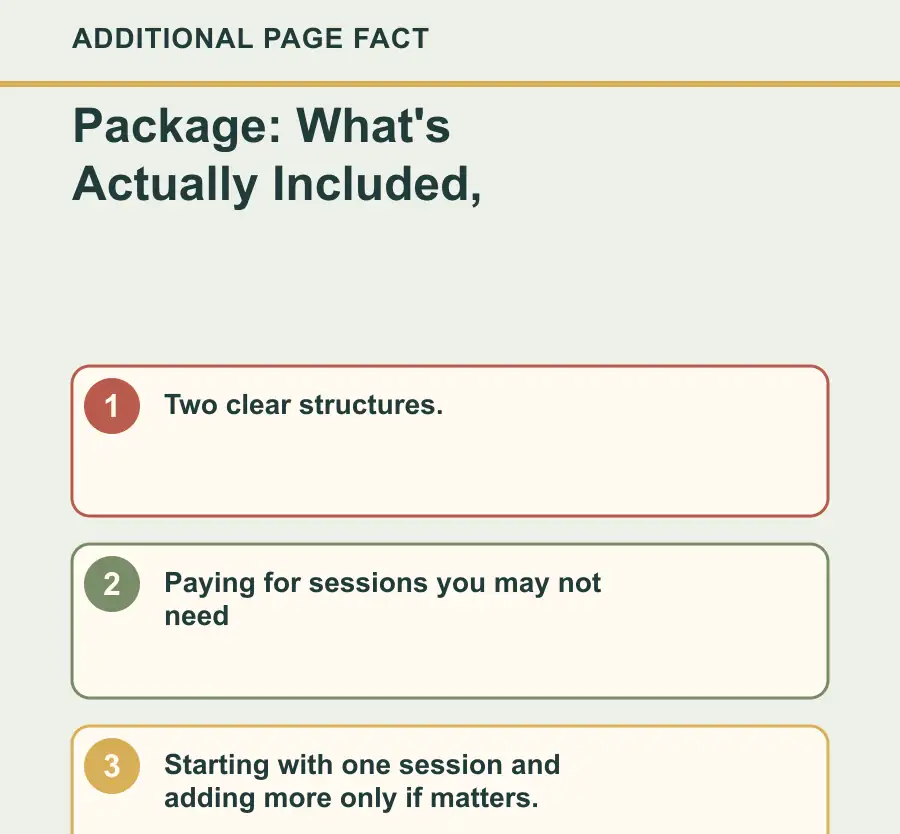 ADDITIONAL PAGE FACT
Package: What's
Actually Included,
1
Two clear structures.
2
Paying for sessions you may not
need
3
Starting with one session and
adding more only if matters.